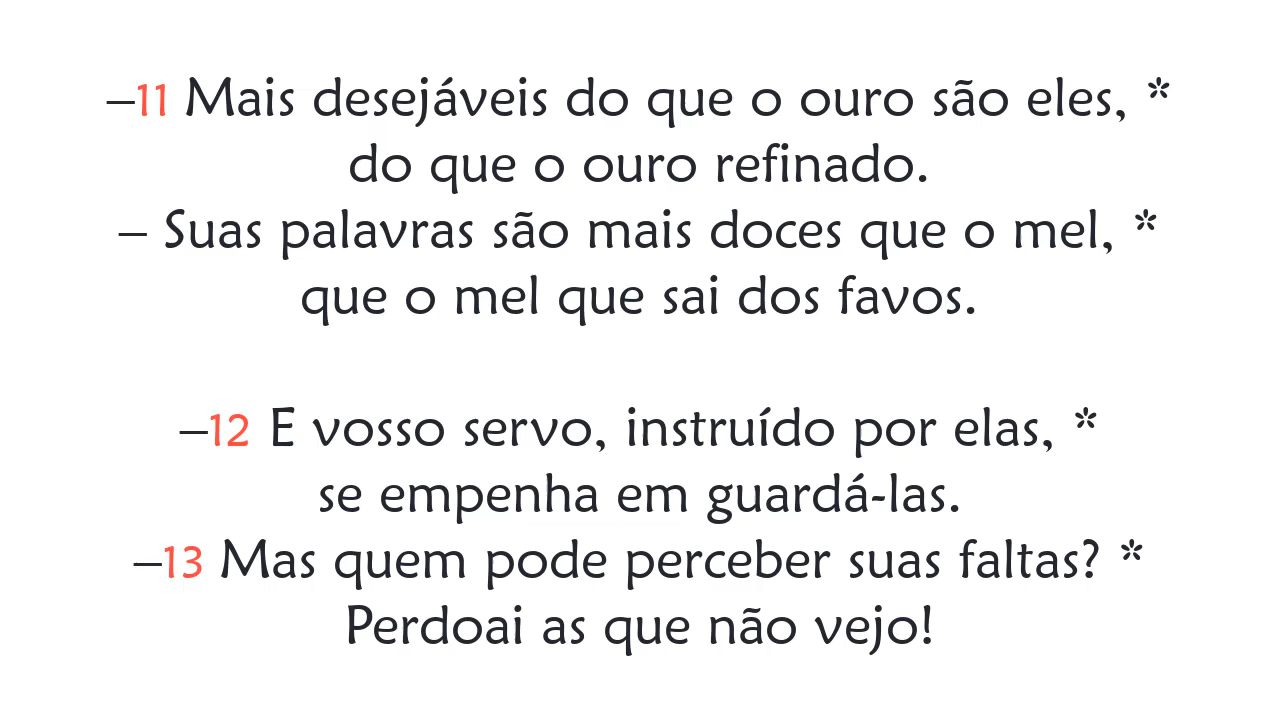 –11 Mais desejáveis do que o ouro são eles, *
do que o ouro refinado.
– Suas palavras são mais doces que o mel, *
que o mel que sai dos favos.
–12 E vosso servo, instruído por elas, *
se empenha em guardá-las.
–13 Mas quem pode perceber suas faltas? *
Perdoai as que não vejo!